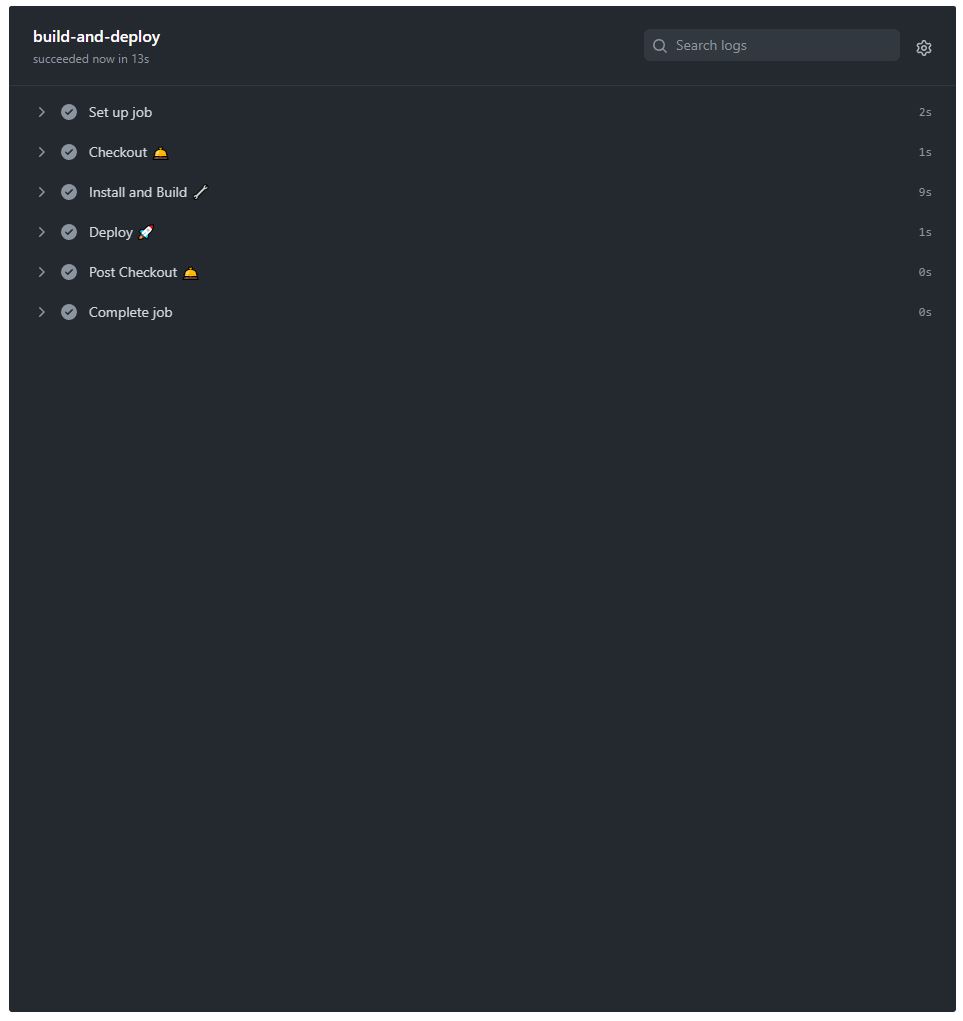 build-and-deploy
succeeded now in 13s
Search logs
Set up job 2s
Checkout 🛎️ 1s
Install and Build 🔧 9s
Deploy 🚀 1s
Post Checkout 🛎️ 0s
Complete job 0s